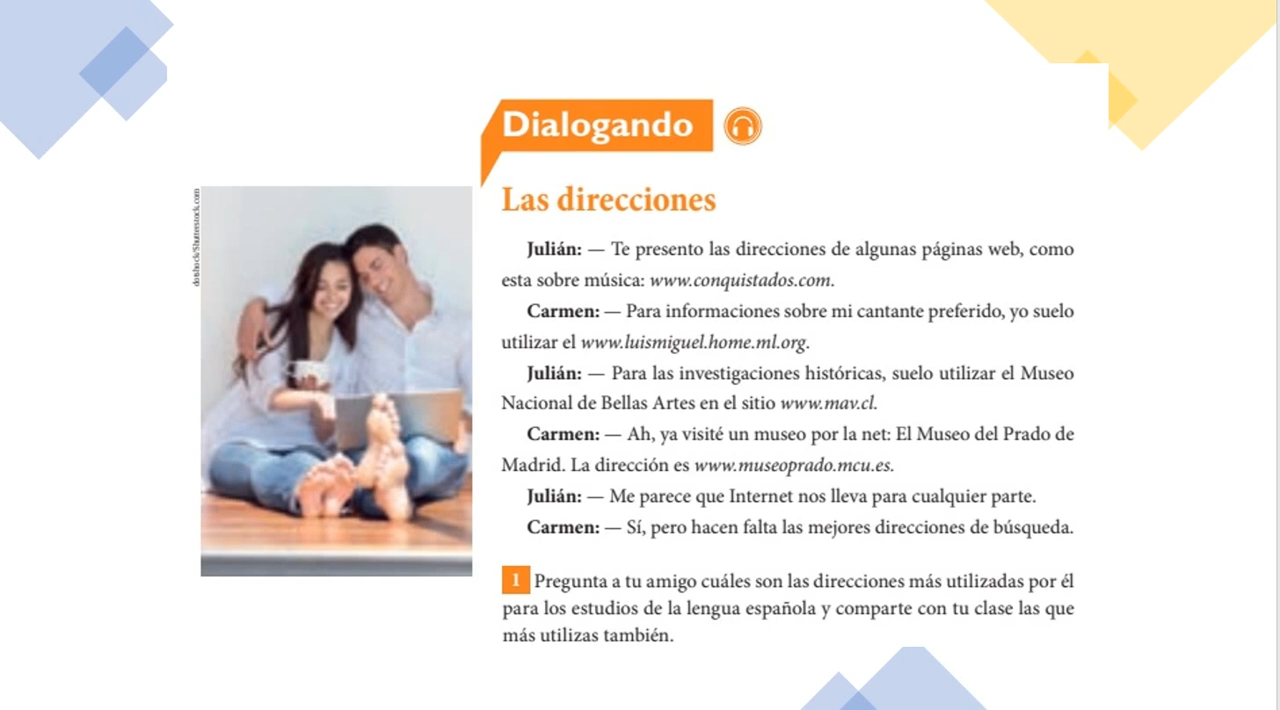 Dialogando
dotshock/Shutterstock.com
Las direcciones
Julián: — Te presento las direcciones de algunas páginas web, como
esta sobre música: www.conquistados.com.
Carmen: — Para informaciones sobre mi cantante preferido, yo suelo
utilizar el www.luismiguel.home.ml.org.
Julián: — Para las investigaciones históricas, suelo utilizar el Museo
Nacional de Bellas Artes en el sitio www.mav.cl.
Carmen: — Ah, ya visité un museo por la net: El Museo del Prado de
Madrid. La dirección es www.museoprado.mcu.es.
Julián: — Me parece que Internet nos lleva para cualquier parte.
Carmen: — Sí, pero hacen falta las mejores direcciones de búsqueda.
1 Pregunta a tu amigo cuáles son las direcciones más utilizadas por él
para los estudios de la lengua española y comparte con tu clase las que
más utilizas también.